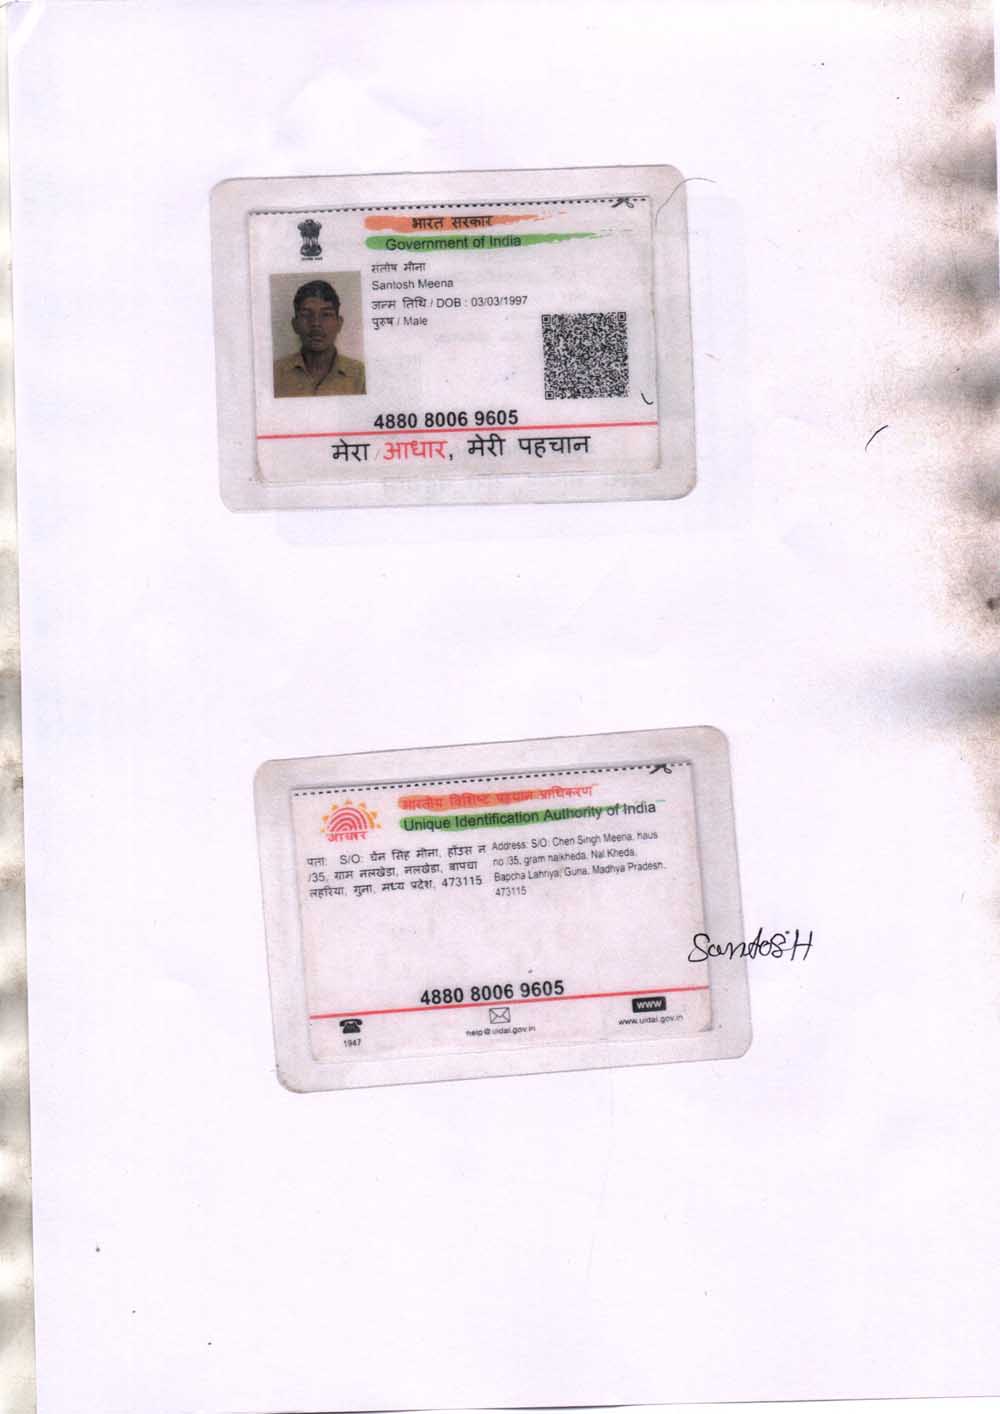 भारत सरकार
Government of India
संतोष मीना
Santosh Meena
जन्म तिथि / DOB : 03/03/1997
पुरुष / Male
4880 8006 9605
मेरा आधार, मेरी पहचान
भारतीय विशिष्ट पहचान प्राधिकरण
Unique Identification Authority of India
आधार
पता: S/O: चेन सिंह मीना, हॉउस न
/35, ग्राम नलखेडा, नलखेडा, बापचा
लहरिया, गुना, मध्य प्रदेश, 473115
Address: S/O: Chen Singh Meena, haus
no /35, gram nalkheda, Nal Kheda,
Bapcha Lahriya, Guna, Madhya Pradesh,
473115
SantosH
4880 8006 9605
1947
help@uidai.gov.in
www
www.uidai.gov.in